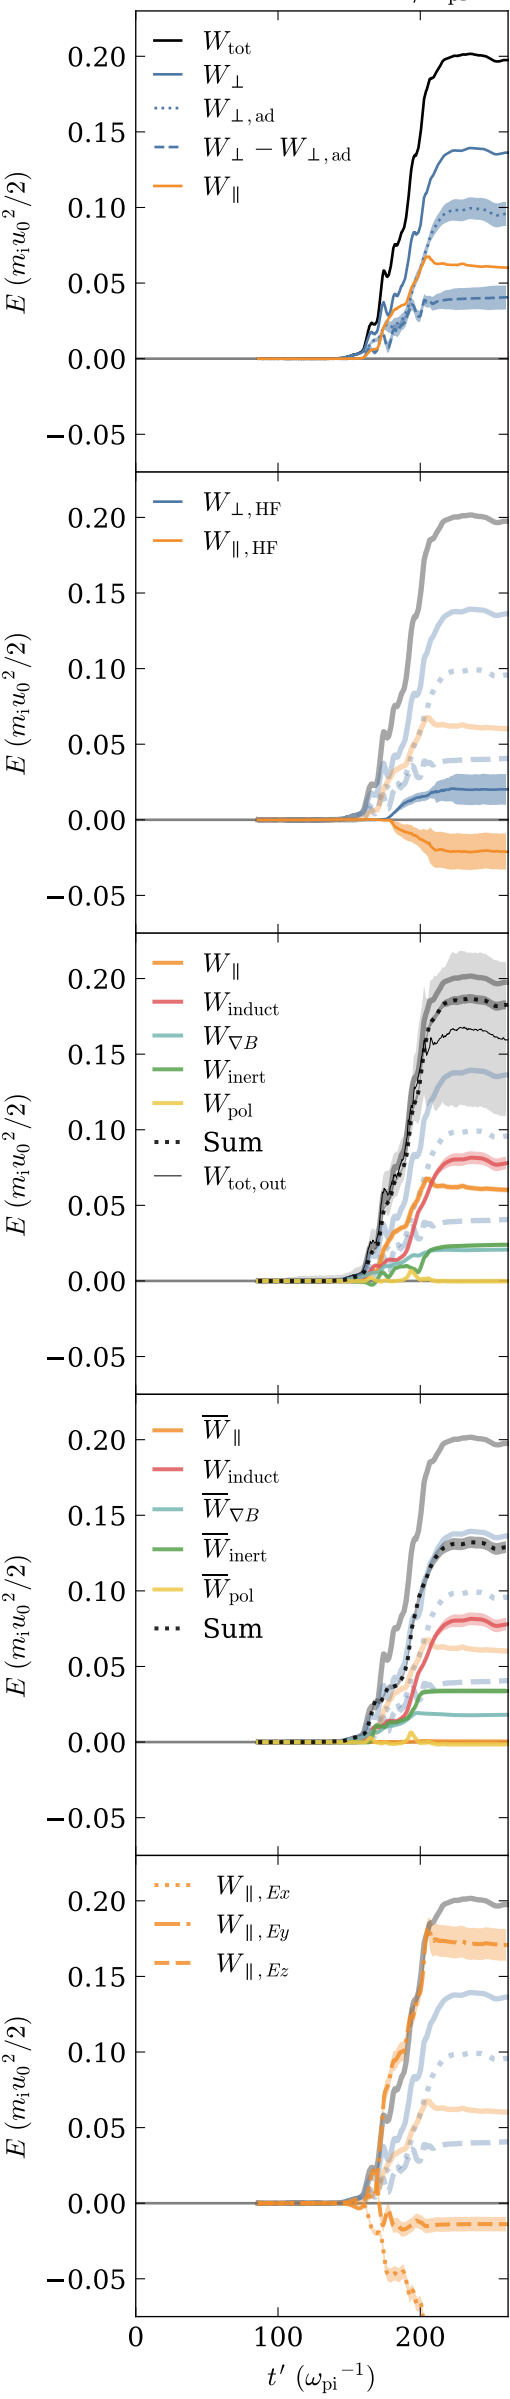 0.20
0.15
0.10
0.05
0.00
−0.05
E (m_i u_0^2/2)
W_tot
W_⊥
W_⊥,ad
W_⊥ − W_⊥,ad
W_∥
0.20
0.15
0.10
0.05
0.00
−0.05
E (m_i u_0^2/2)
W_⊥,HF
W_∥,HF
0.20
0.15
0.10
0.05
0.00
−0.05
E (m_i u_0^2/2)
W_∥
W_induct
W_∇B
W_inert
W_pol
Sum
W_tot,out
0.20
0.15
0.10
0.05
0.00
−0.05
E (m_i u_0^2/2)
W̅_∥
W_induct
W̅_∇B
W̅_inert
W̅_pol
Sum
0.20
0.15
0.10
0.05
0.00
−0.05
E (m_i u_0^2/2)
W_∥,Ex
W_∥,Ey
W_∥,Ez
0 100 200
t′ (ω_pi^−1)